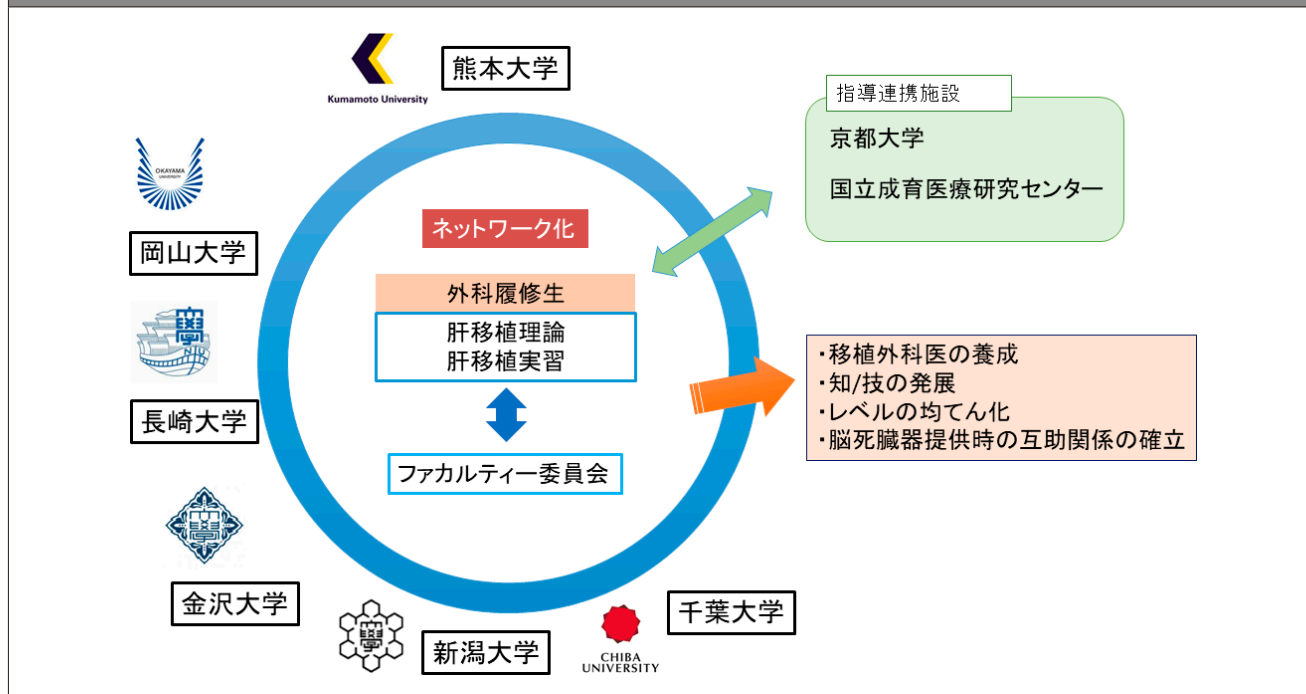 熊本大学
Kumamoto University
指導連携施設
京都大学
国立成育医療研究センター
OKAYAMA
UNIVERSITY
岡山大学
ネットワーク化
外科履修生
肝移植理論
肝移植実習
ファカルティー委員会
・移植外科医の養成
・知/技の発展
・レベルの均てん化
・脳死臓器提供時の互助関係の確立
大學
長崎大学
金沢大学
新潟大学
CHIBA
UNIVERSITY
千葉大学